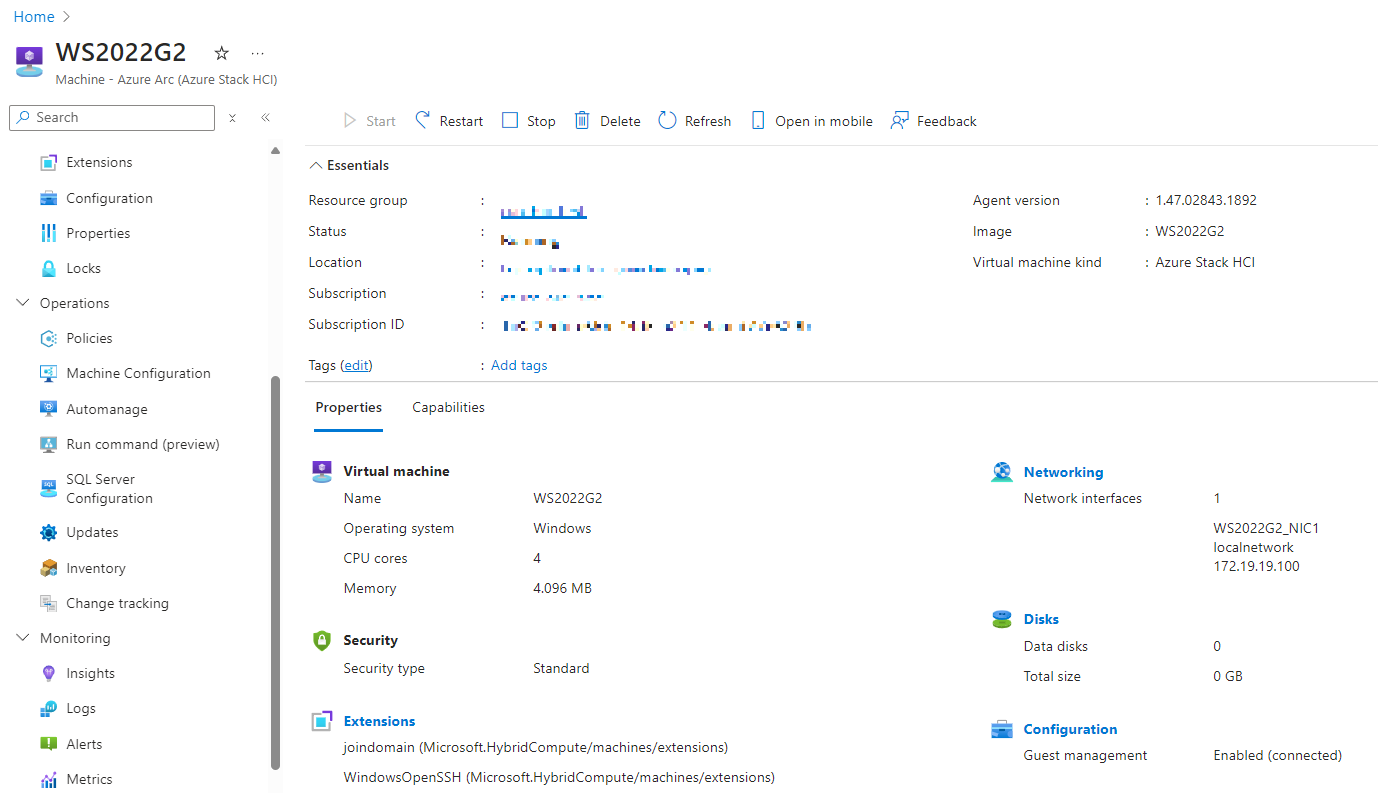 Home
WS2022G2
Machine - Azure Arc (Azure Stack HCI)
Search
Extensions
Configuration
Properties
Locks
Operations
Policies
Machine Configuration
Automanage
Run command (preview)
SQL Server
Configuration
Updates
Inventory
Change tracking
Monitoring
Insights
Logs
Alerts
Metrics
Start Restart Stop Delete Refresh Open in mobile Feedback
Essentials
Resource group :
Status :
Location :
Subscription :
Subscription ID :
Tags (edit) : Add tags
Agent version : 1.47.02843.1892
Image : WS2022G2
Virtual machine kind : Azure Stack HCI
Properties Capabilities
Virtual machine
Name WS2022G2
Operating system Windows
CPU cores 4
Memory 4.096 MB
Security
Security type Standard
Extensions
joindomain (Microsoft.HybridCompute/machines/extensions)
WindowsOpenSSH (Microsoft.HybridCompute/machines/extensions)
Networking
Network interfaces 1
WS2022G2_NIC1
localnetwork
172.19.19.100
Disks
Data disks 0
Total size 0 GB
Configuration
Guest management Enabled (connected)